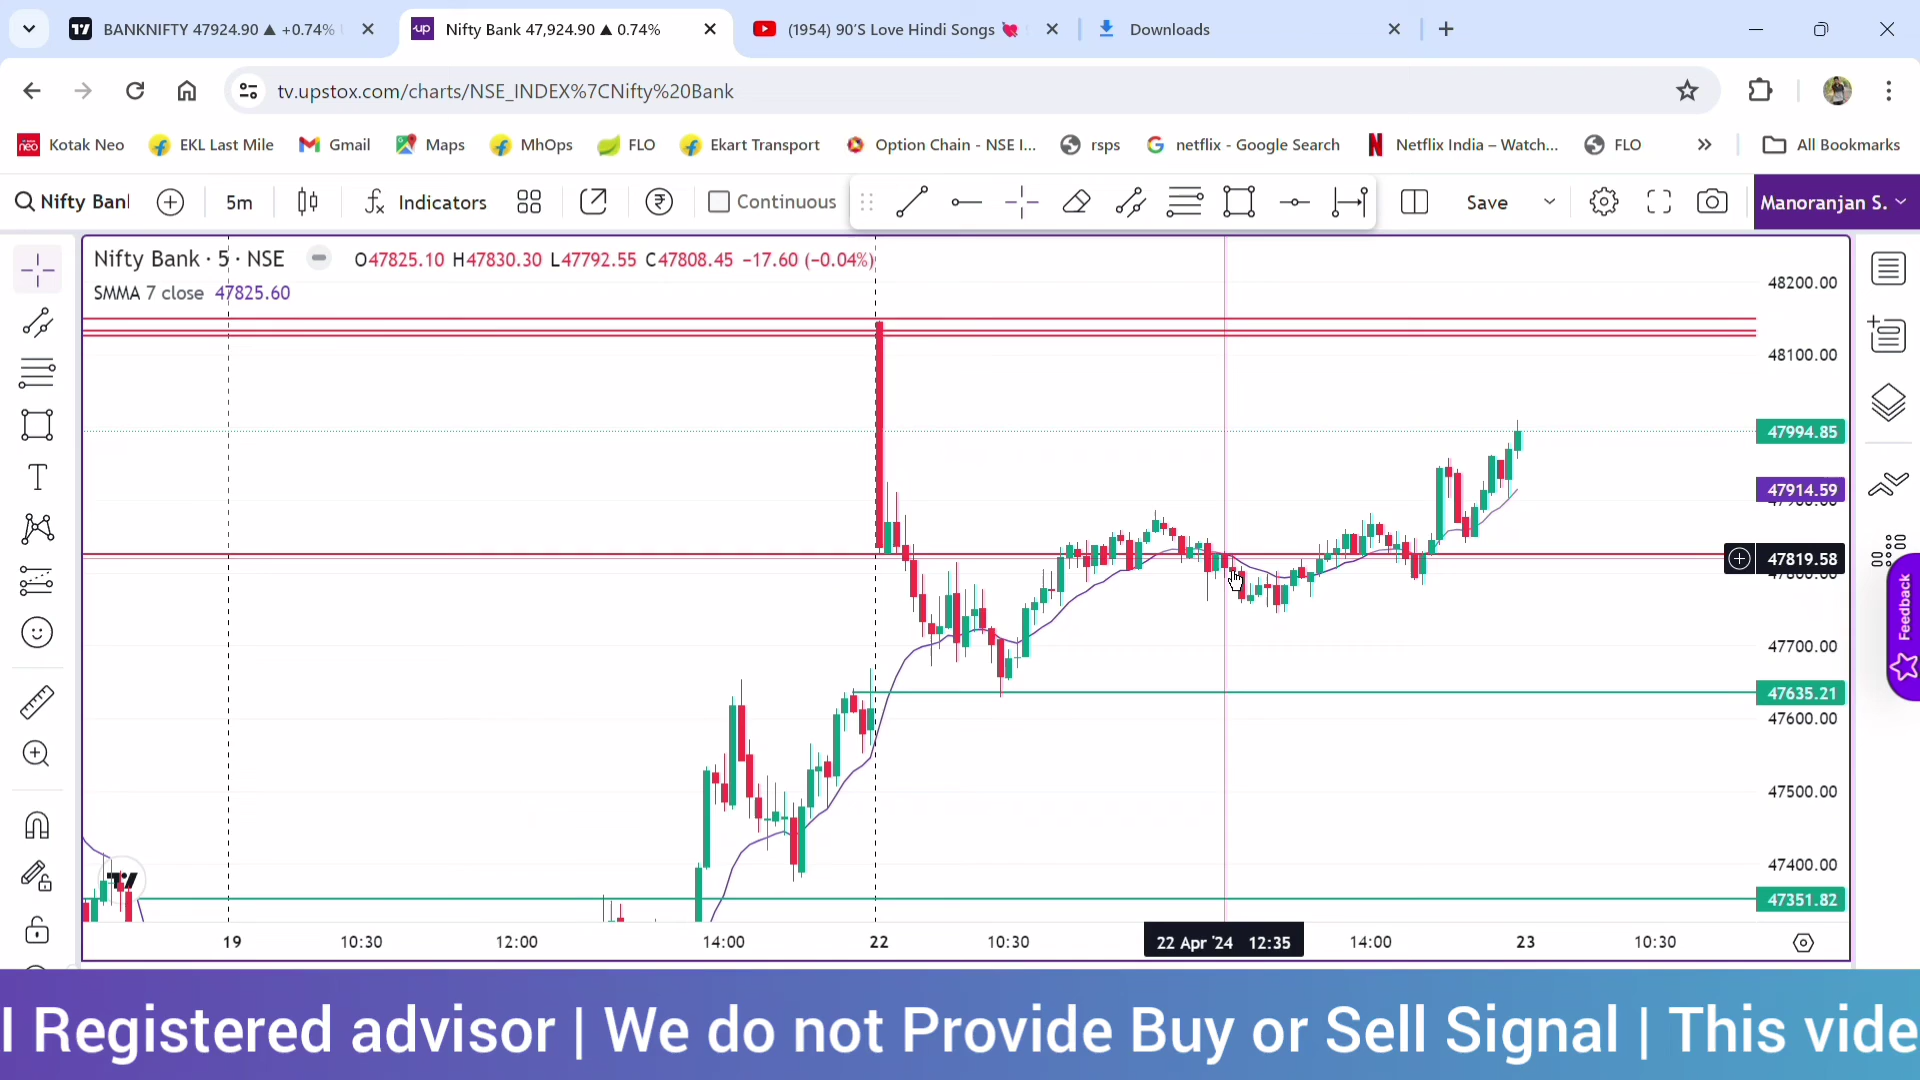 BANKNIFTY 47924.90 ▲ +0.74%
Nifty Bank 47,924.90 ▲ 0.74%
(1954) 90'S Love Hindi Songs 💘
Downloads
tv.upstox.com/charts/NSE_INDEX%7CNifty%20Bank
Kotak Neo
EKL Last Mile
Gmail
Maps
MhOps
FLO
Ekart Transport
Option Chain - NSE I...
rsps
netflix - Google Search
Netflix India – Watch...
FLO
All Bookmarks
Nifty Banl
5m
Indicators
Continuous
Save
Manoranjan S.
Nifty Bank · 5 · NSE
O47825.10 H47830.30 L47792.55 C47808.45 −17.60 (−0.04%)
SMMA 7 close 47825.60
48200.00
48100.00
47994.85
47914.59
47819.58
47800.00
47700.00
47635.21
47600.00
47500.00
47400.00
47351.82
Feedback
19
10:30
12:00
14:00
22
10:30
22 Apr '24 12:35
14:00
23
10:30
I Registered advisor | We do not Provide Buy or Sell Signal | This vide